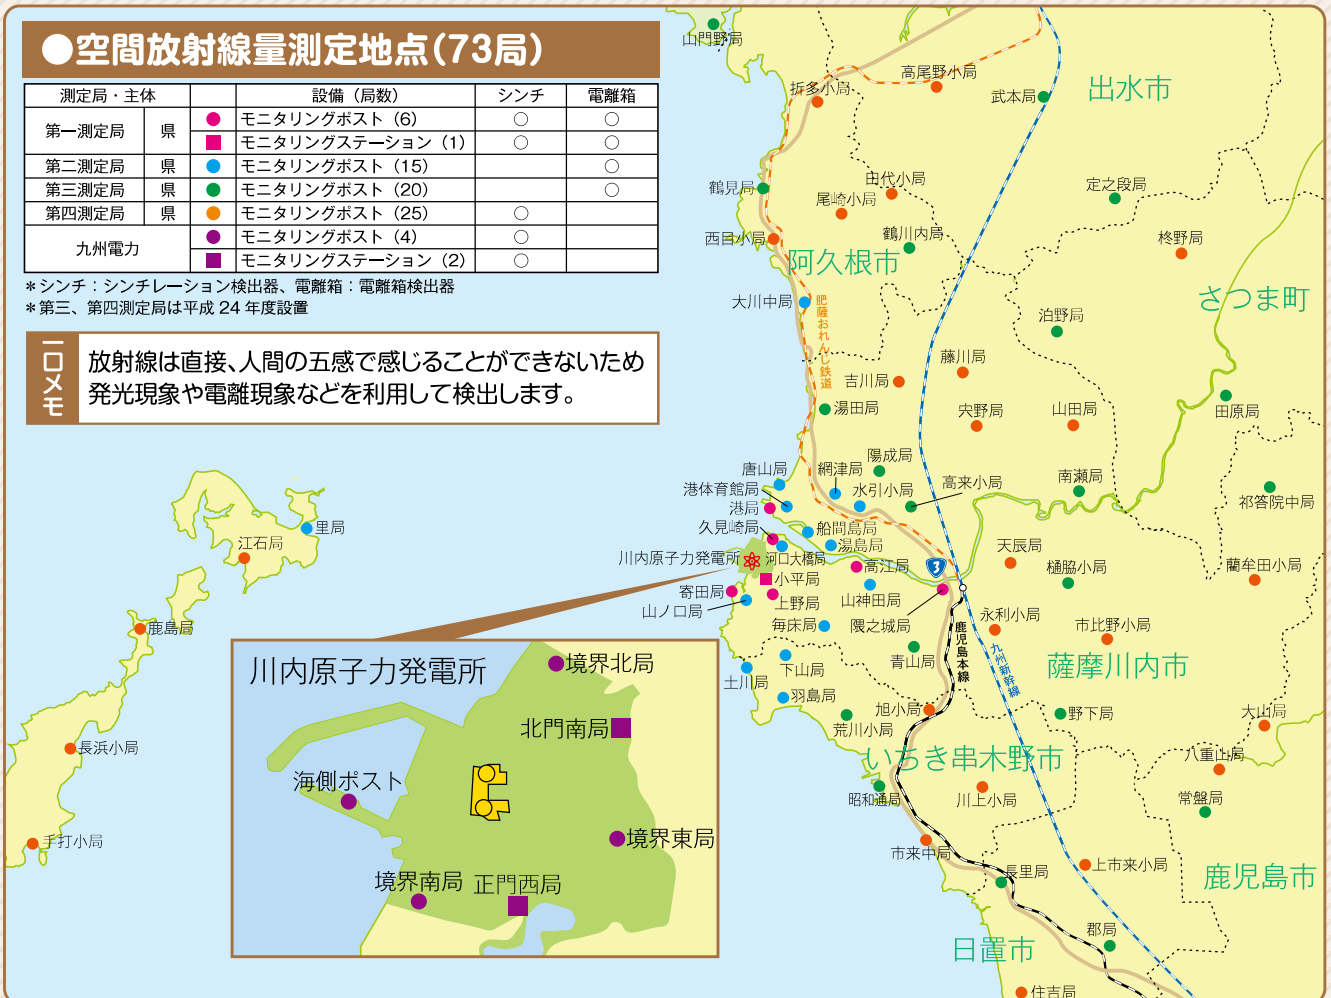 ●空間放射線量測定地点(73局)
測定局・主体 設備（局数） シンチ 電離箱
第一測定局 県 モニタリングポスト（6） ○ ○
モニタリングステーション（1） ○ ○
第二測定局 県 モニタリングポスト（15） ○
第三測定局 県 モニタリングポスト（20） ○
第四測定局 県 モニタリングポスト（25） ○
九州電力 モニタリングポスト（4） ○
モニタリングステーション（2） ○
＊シンチ：シンチレーション検出器、電離箱：電離箱検出器
＊第三、第四測定局は平成 24 年度設置
一口メモ
放射線は直接、人間の五感で感じることができないため
発光現象や電離現象などを利用して検出します。
山門野局
折多小局
高尾野小局
武本局
出水市
鶴見局
田代小局
尾崎小局
定之段局
西目小局
鶴川内局
柊野局
阿久根市
さつま町
大川中局
肥薩おれんじ鉄道
泊野局
藤川局
吉川局
湯田局
宍野局
山田局
田原局
陽成局
唐山局
網津局
港体育館局
水引小局
高来小局
南瀬局
祁答院中局
港局
久見崎局
船間島局
湯島局
川内原子力発電所
河口大橋局
高江局
3
天辰局
樋脇小局
藺牟田小局
小平局
寄田局
上野局
山神田局
山ノ口局
毎床局
隈之城局
永利小局
市比野小局
鹿児島本線
九州新幹線
青山局
薩摩川内市
下山局
土川局
羽島局
旭小局
荒川小局
野下局
大山局
いちき串木野市
八重山局
昭和通局
川上小局
常盤局
市来中局
長里局
上市来小局
鹿児島市
郡局
日置市
住吉局
里局
江石局
鹿島局
長浜小局
手打小局
川内原子力発電所
境界北局
北門南局
海側ポスト
境界東局
境界南局
正門西局